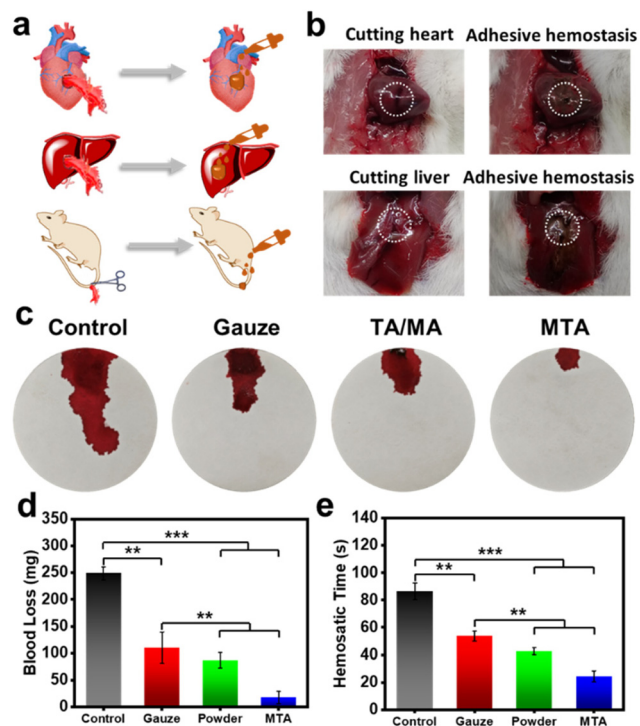 a
b
Cutting heart Adhesive hemostasis
Cutting liver Adhesive hemostasis
c
Control Gauze TA/MA MTA
d
Blood Loss (mg)
350
300
250
200
150
100
50
0
***
**
**
Control Gauze Powder MTA
e
Hemosatic Time (s)
140
120
100
80
60
40
20
0
***
**
**
Control Gauze Powder MTA